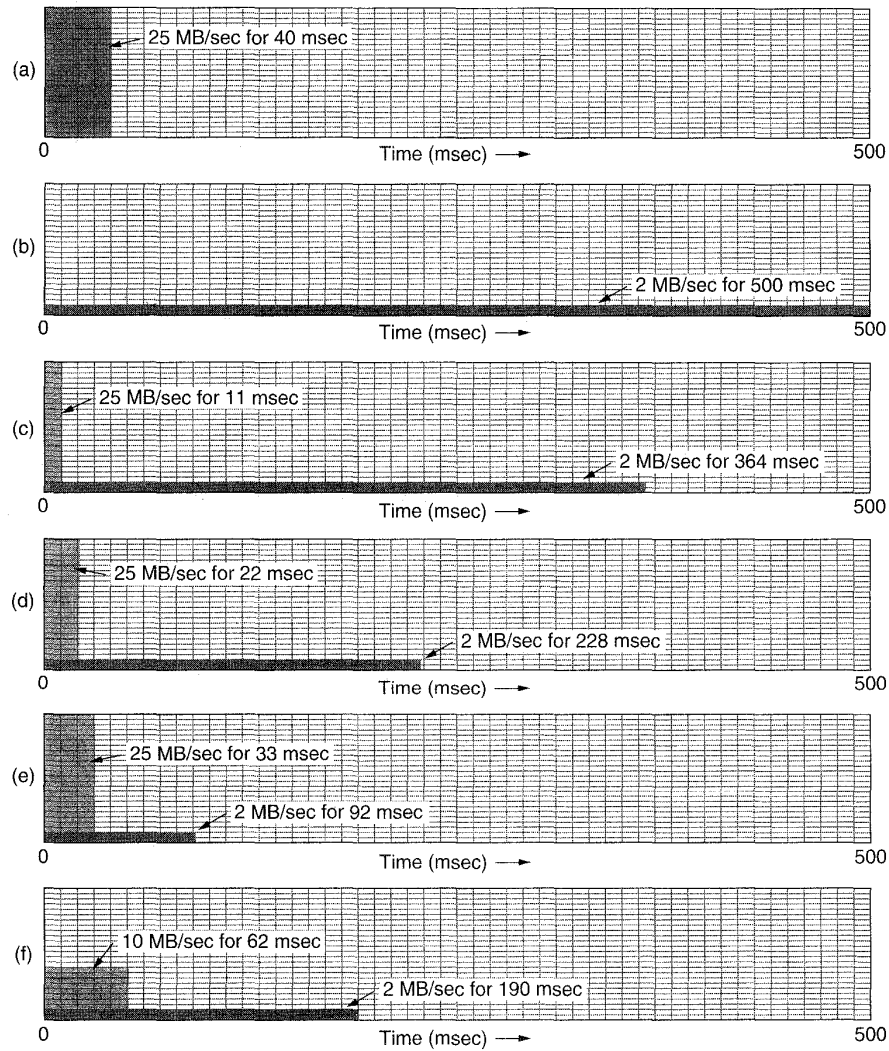 25 MB/sec for 40 msec
(a)
0 Time (msec) 500
(b)
2 MB/sec for 500 msec
0 Time (msec) 500
25 MB/sec for 11 msec
(c)
2 MB/sec for 364 msec
0 Time (msec) 500
25 MB/sec for 22 msec
(d)
2 MB/sec for 228 msec
0 Time (msec) 500
25 MB/sec for 33 msec
(e)
2 MB/sec for 92 msec
0 Time (msec) 500
10 MB/sec for 62 msec
(f)
2 MB/sec for 190 msec
0 Time (msec) 500